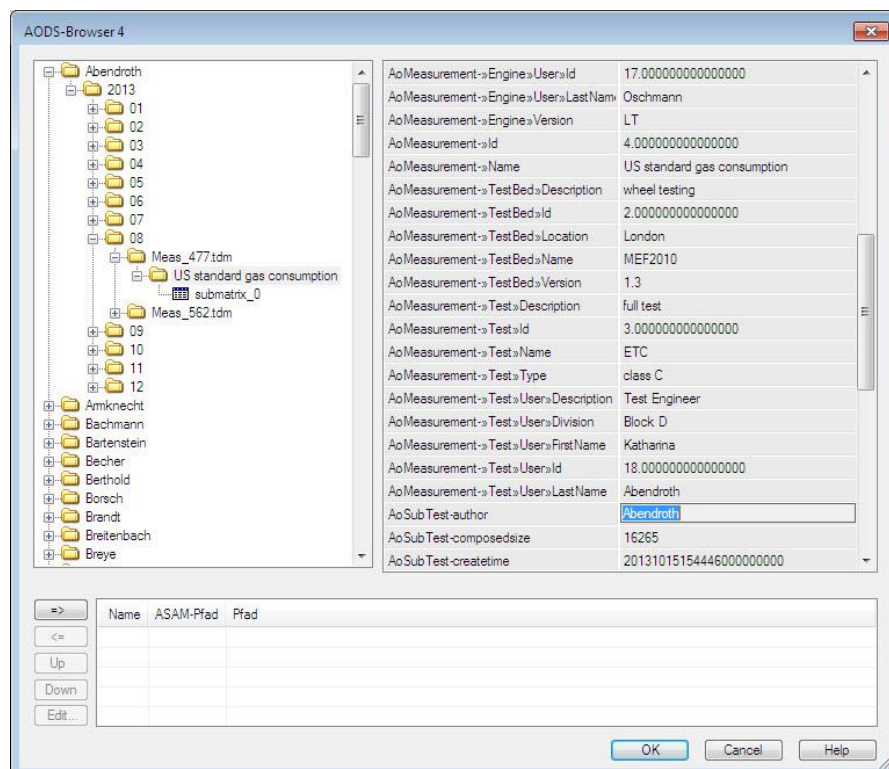 AODS-Browser 4
Abendroth
2013
01
02
03
04
05
06
07
08
Meas_477.tdm
US standard gas consumption
submatrix_0
Meas_562.tdm
09
10
11
12
Armknecht
Bachmann
Bartenstein
Becher
Berthold
Borsch
Brandt
Breitenbach
Breye
AoMeasurement-»Engine»User»Id 17.000000000000000
AoMeasurement-»Engine»User»LastNam Oschmann
AoMeasurement-»Engine»Version LT
AoMeasurement-»Id 4.000000000000000
AoMeasurement-»Name US standard gas consumption
AoMeasurement-»TestBed»Description wheel testing
AoMeasurement-»TestBed»Id 2.000000000000000
AoMeasurement-»TestBed»Location London
AoMeasurement-»TestBed»Name MEF2010
AoMeasurement-»TestBed»Version 1.3
AoMeasurement-»Test»Description full test
AoMeasurement-»Test»Id 3.000000000000000
AoMeasurement-»Test»Name ETC
AoMeasurement-»Test»Type class C
AoMeasurement-»Test»User»Description Test Engineer
AoMeasurement-»Test»User»Division Block D
AoMeasurement-»Test»User»FirstName Katharina
AoMeasurement-»Test»User»Id 18.000000000000000
AoMeasurement-»Test»User»LastName Abendroth
AoSubTest-author Abendroth
AoSubTest-composedsize 16265
AoSubTest-createtime 20131015154446000000000
=>
<=
Up
Down
Edit...
Name ASAM-Pfad Pfad
OK Cancel Help